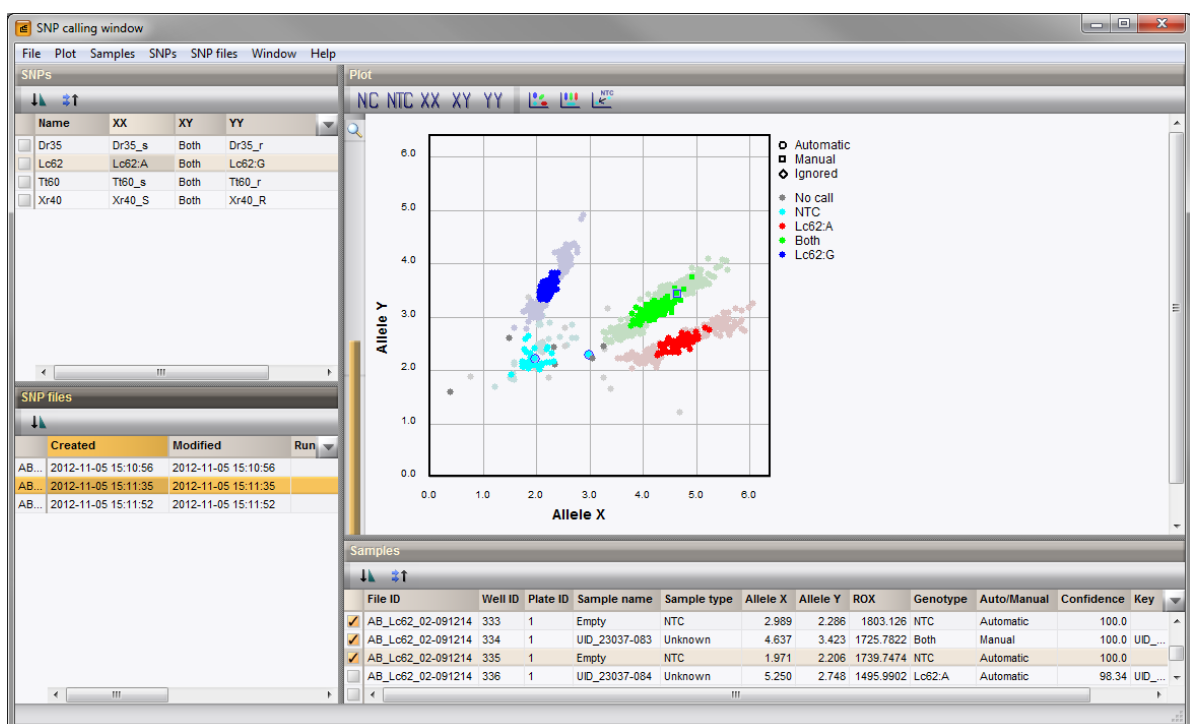 SNP calling window
File Plot Samples SNPs SNP files Window Help
SNPs
Name XX XY YY
Dr35 Dr35_s Both Dr35_r
Lc62 Lc62:A Both Lc62:G
Tt60 Tt60_s Both Tt60_r
Xr40 Xr40_S Both Xr40_R
SNP files
Created Modified Run
AB... 2012-11-05 15:10:56 2012-11-05 15:10:56
AB... 2012-11-05 15:11:35 2012-11-05 15:11:35
AB... 2012-11-05 15:11:52 2012-11-05 15:11:52
Plot
NC NTC XX XY YY NTC
6.0
5.0
4.0
3.0
2.0
1.0
0.0
Allele Y
0.0 1.0 2.0 3.0 4.0 5.0 6.0
Allele X
Automatic
Manual
Ignored
No call
NTC
Lc62:A
Both
Lc62:G
Samples
File ID Well ID Plate ID Sample name Sample type Allele X Allele Y ROX Genotype Auto/Manual Confidence Key
AB_Lc62_02-091214 333 1 Empty NTC 2.989 2.286 1803.126 NTC Automatic 100.0
AB_Lc62_02-091214 334 1 UID_23037-083 Unknown 4.637 3.423 1725.7822 Both Manual 100.0 UID_...
AB_Lc62_02-091214 335 1 Empty NTC 1.971 2.206 1739.7474 NTC Automatic 100.0
AB_Lc62_02-091214 336 1 UID_23037-084 Unknown 5.250 2.748 1495.9902 Lc62:A Automatic 98.34 UID_...